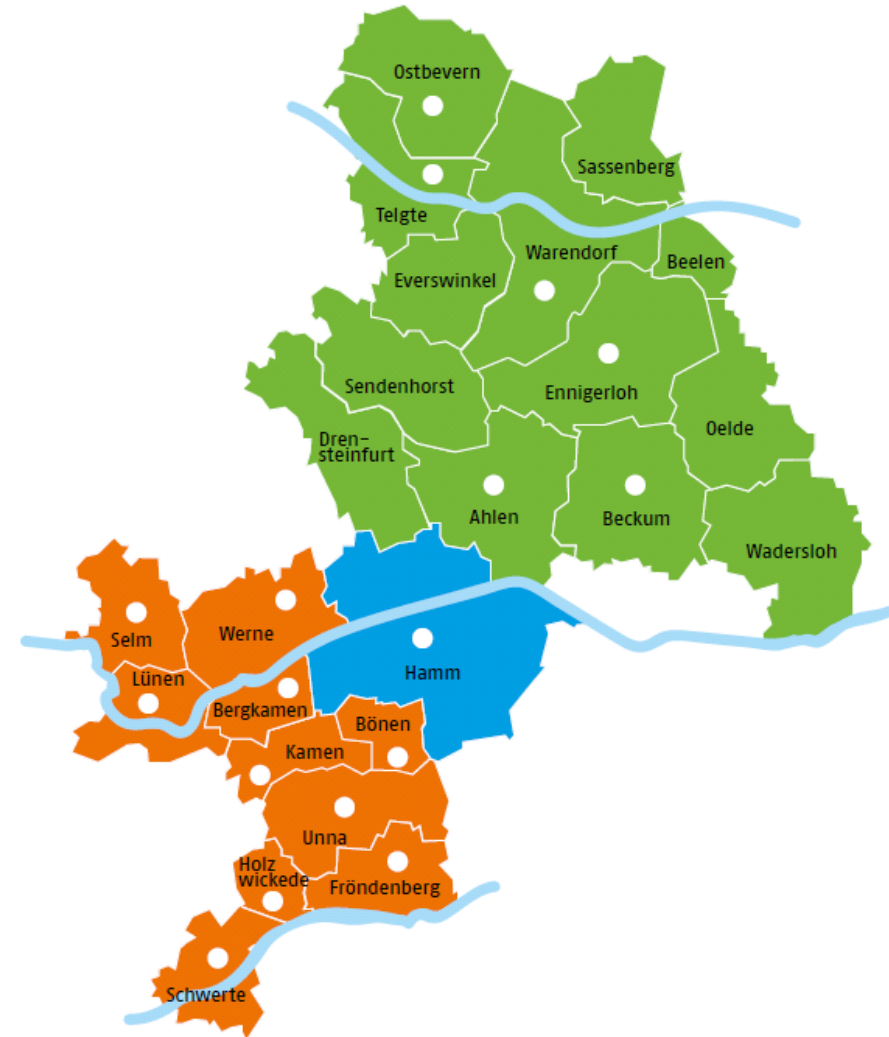 Ostbevern
Sassenberg
Telgte
Warendorf
Beelen
Everswinkel
Sendenhorst
Ennigerloh
Oelde
Dren-
steinfurt
Ahlen
Beckum
Wadersloh
Selm
Werne
Hamm
Lünen
Bergkamen
Bönen
Kamen
Unna
Holz
wickede
Fröndenberg
Schwerte